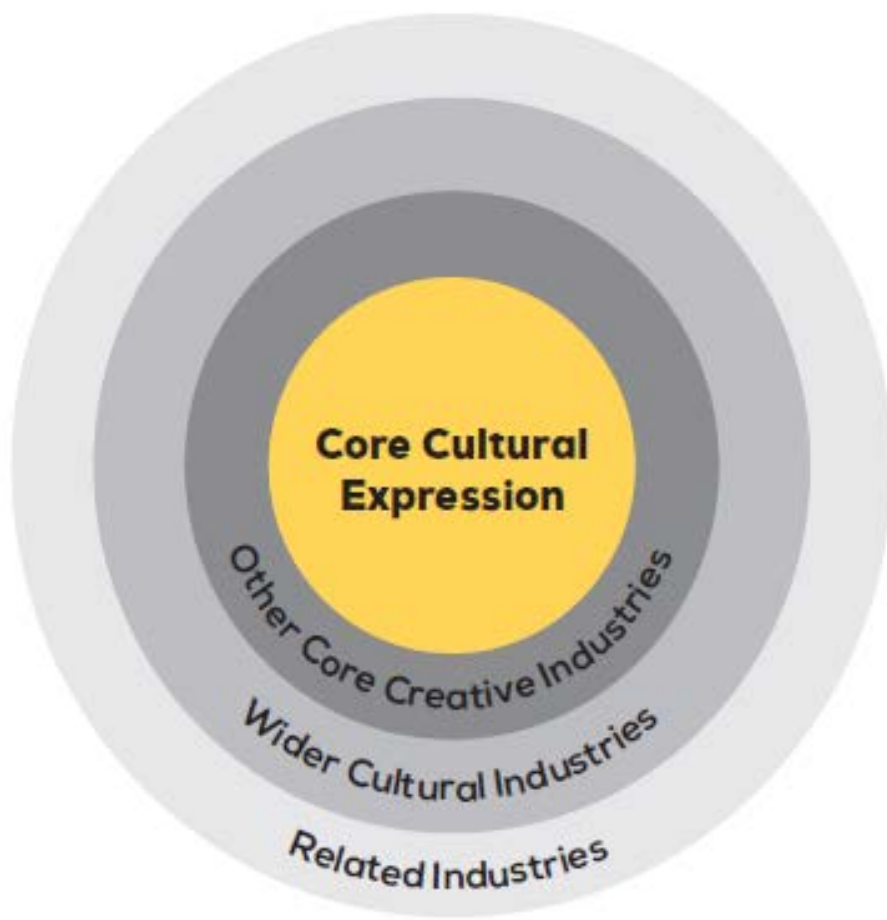 Core Cultural
Expression
Other Core Creative Industries
Wider Cultural Industries
Related Industries